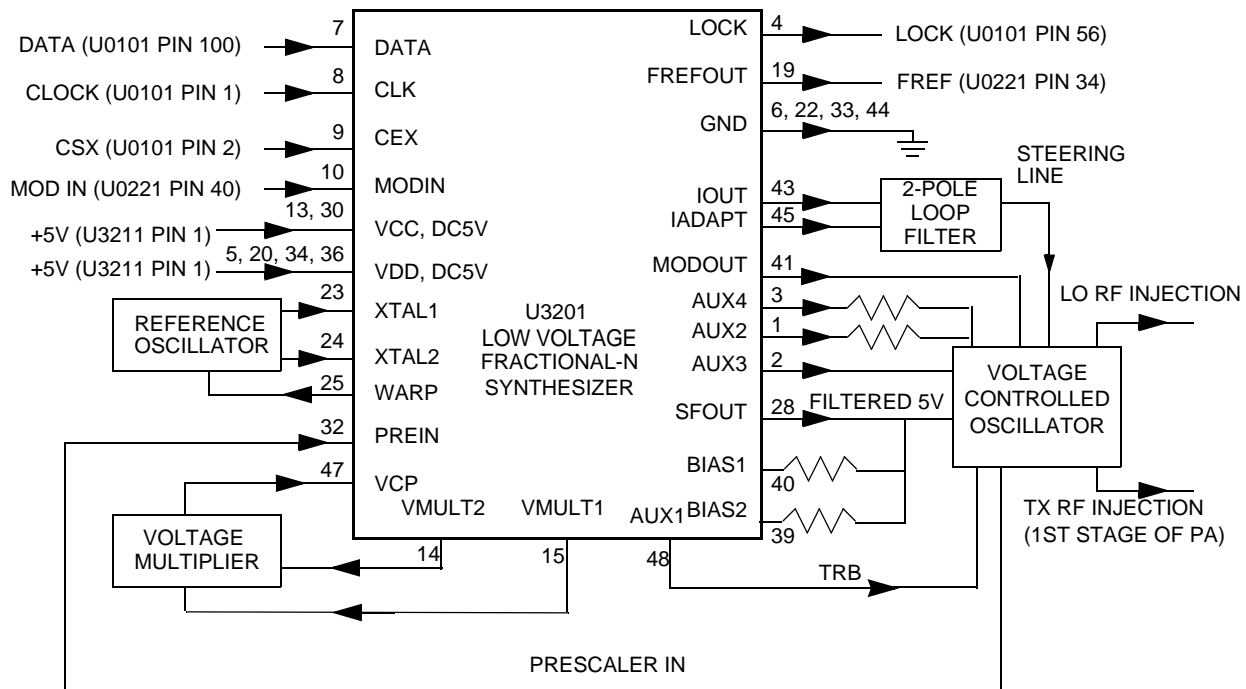 DATA (U0101 PIN 100)
7
DATA
CLOCK (U0101 PIN 1)
8
CLK
CSX (U0101 PIN 2)
9
CEX
MOD IN (U0221 PIN 40)
10
MODIN
+5V (U3211 PIN 1)
13, 30
VCC, DC5V
+5V (U3211 PIN 1)
5, 20, 34, 36
VDD, DC5V
REFERENCE
OSCILLATOR
23
XTAL1
24
XTAL2
25
WARP
32
PREIN
47
VCP
VOLTAGE
MULTIPLIER
VMULT2
14
VMULT1
15
AUX1
48
TRB
U3201
LOW VOLTAGE
FRACTIONAL-N
SYNTHESIZER
LOCK
4
LOCK (U0101 PIN 56)
FREFOUT
19
FREF (U0221 PIN 34)
GND
6, 22, 33, 44
IOUT
43
IADAPT
45
2-POLE
LOOP
FILTER
STEERING
LINE
MODOUT
41
AUX4
3
AUX2
1
AUX3
2
SFOUT
28
FILTERED 5V
BIAS1
40
BIAS2
39
VOLTAGE
CONTROLLED
OSCILLATOR
LO RF INJECTION
TX RF INJECTION
(1ST STAGE OF PA)
PRESCALER IN